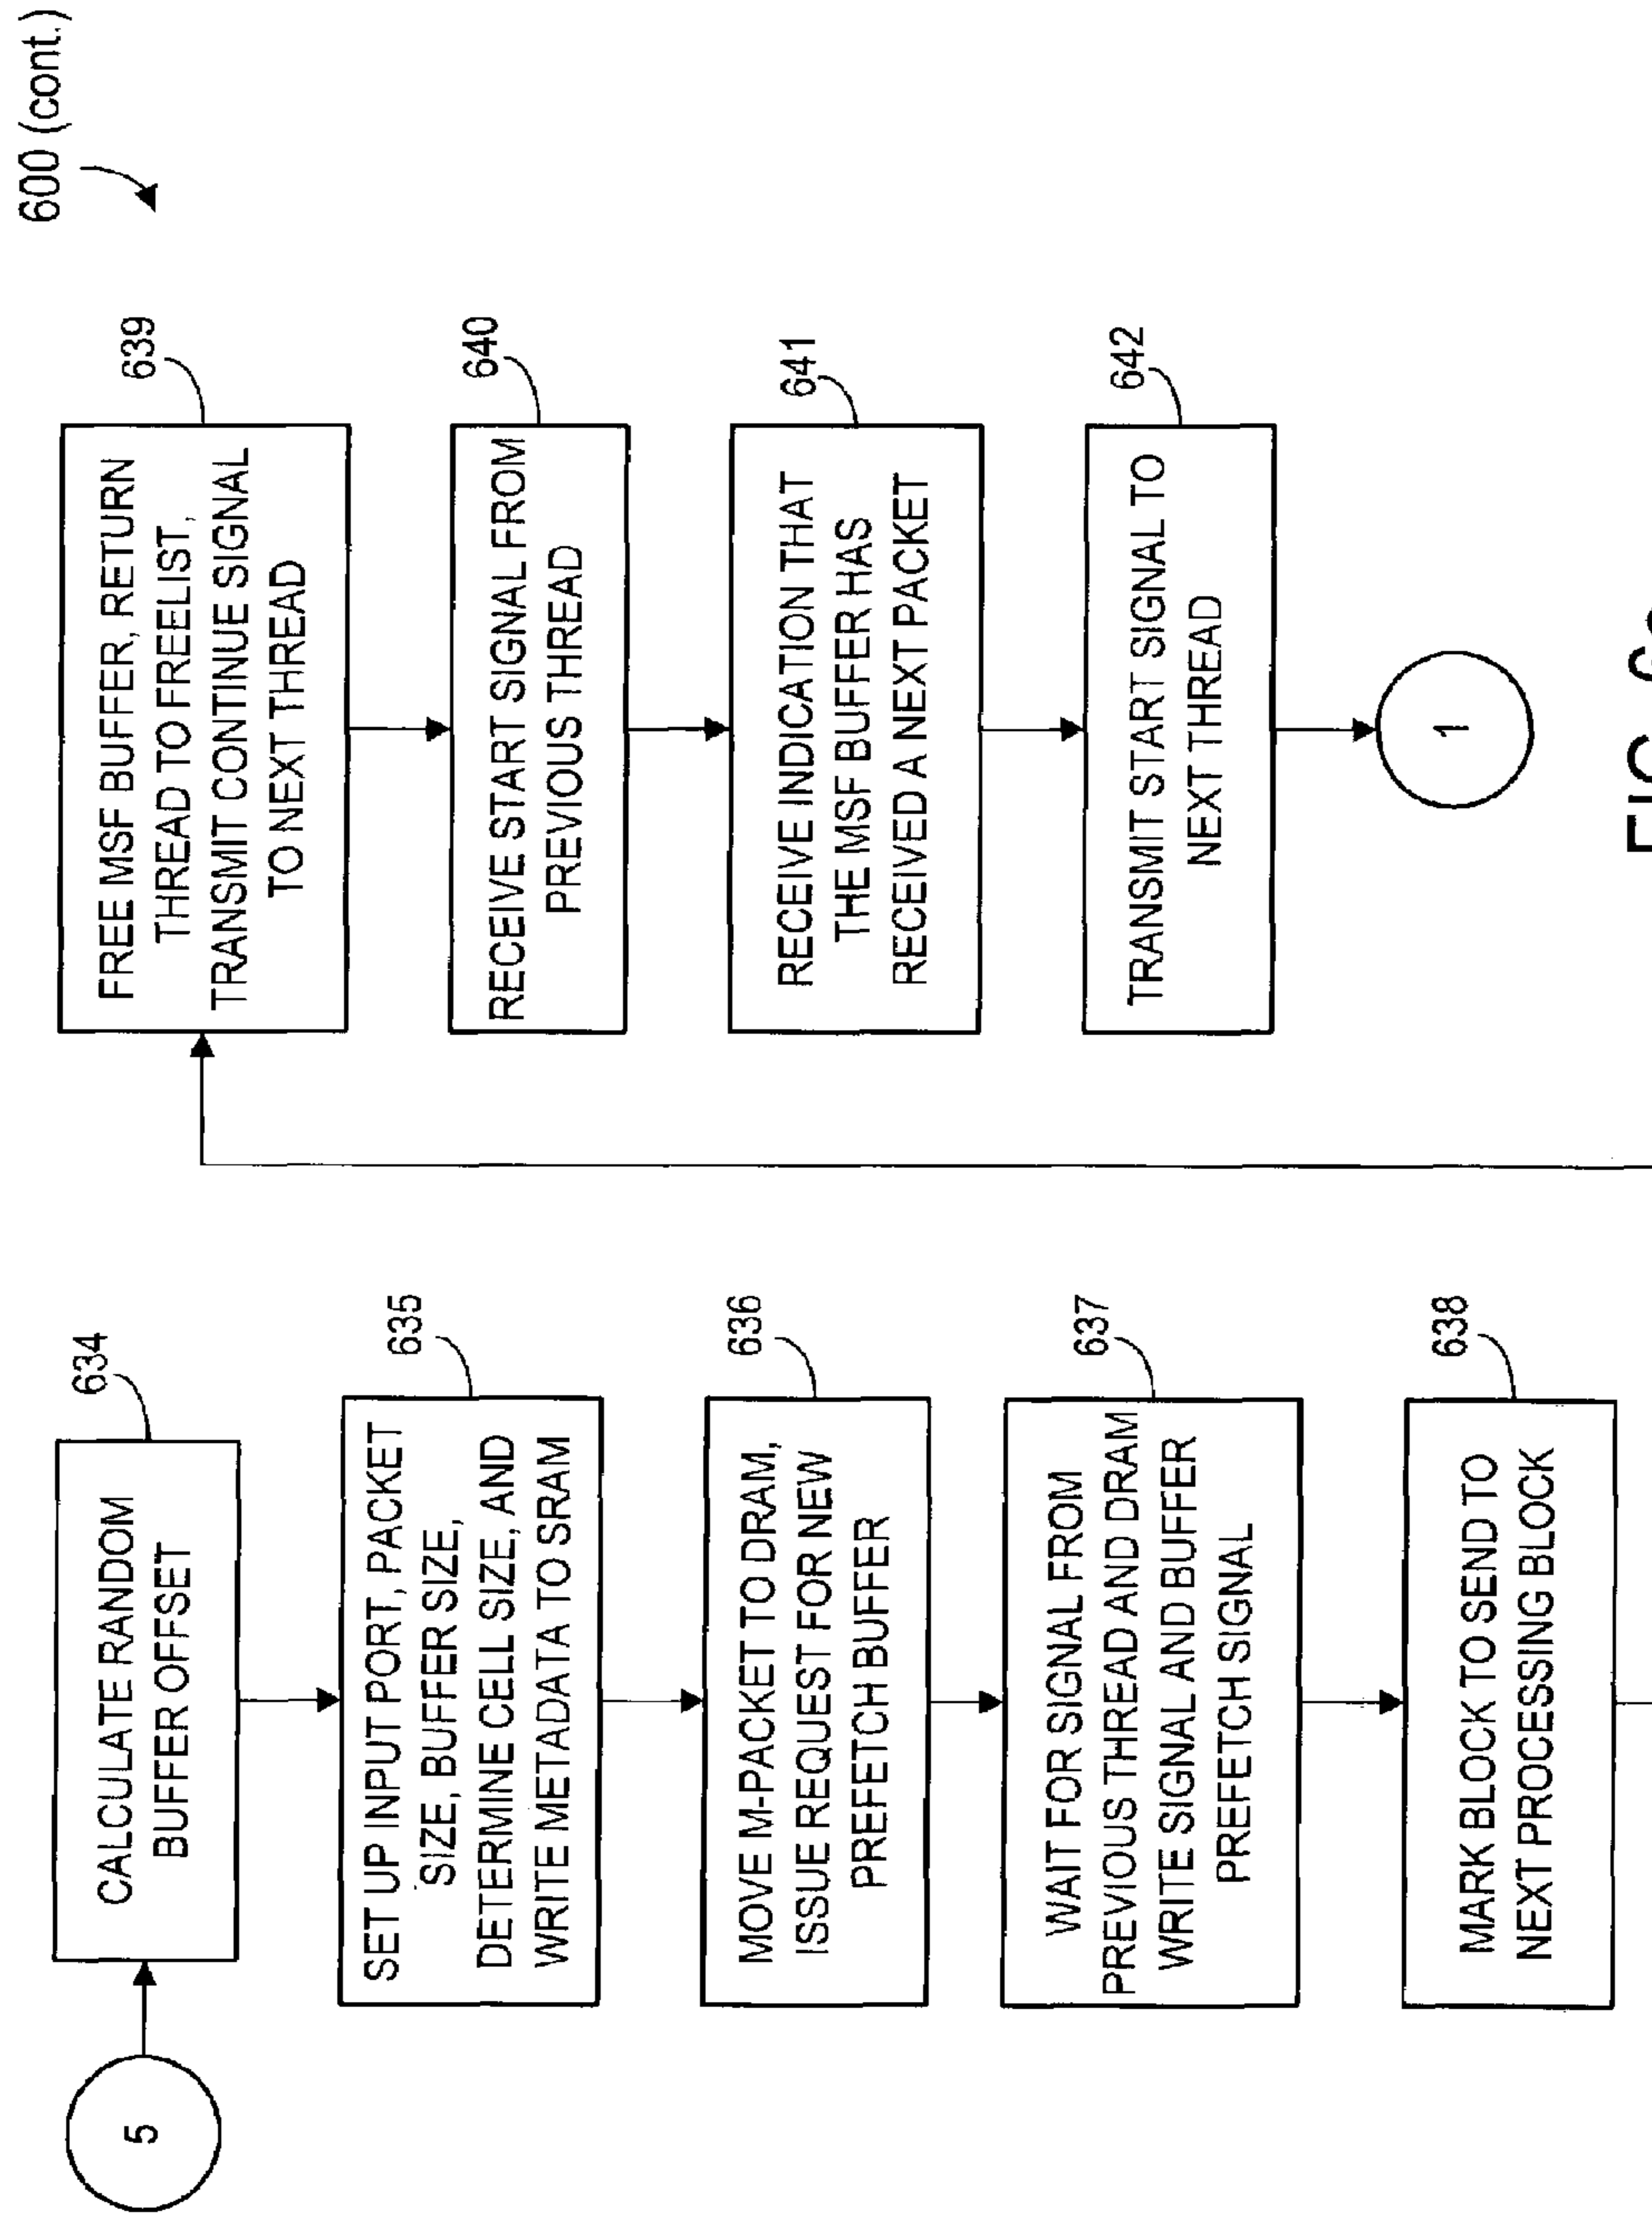 600 (cont.)
5
634
CALCULATE RANDOM
BUFFER OFFSET
635
SET UP INPUT PORT, PACKET
SIZE, BUFFER SIZE,
DETERMINE CELL SIZE, AND
WRITE METADATA TO SRAM
636
MOVE M-PACKET TO DRAM,
ISSUE REQUEST FOR NEW
PREFETCH BUFFER
637
WAIT FOR SIGNAL FROM
PREVIOUS THREAD AND DRAM
WRITE SIGNAL AND BUFFER
PREFETCH SIGNAL
638
MARK BLOCK TO SEND TO
NEXT PROCESSING BLOCK
639
FREE MSF BUFFER, RETURN
THREAD TO FREELIST,
TRANSMIT CONTINUE SIGNAL
TO NEXT THREAD
640
RECEIVE START SIGNAL FROM
PREVIOUS THREAD
641
RECEIVE INDICATION THAT
THE MSF BUFFER HAS
RECEIVED A NEXT PACKET
642
TRANSMIT START SIGNAL TO
NEXT THREAD
1